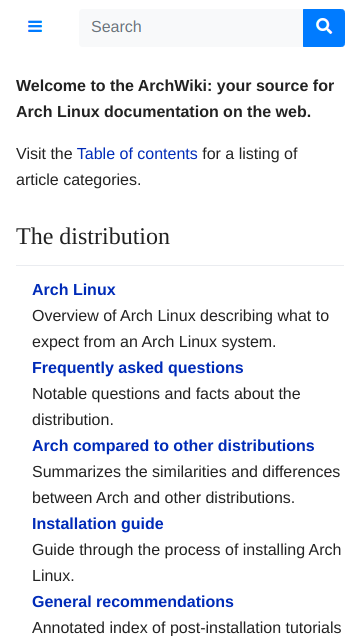 Search
Welcome to the ArchWiki: your source for
Arch Linux documentation on the web.
Visit the Table of contents for a listing of
article categories.
The distribution
Arch Linux
Overview of Arch Linux describing what to
expect from an Arch Linux system.
Frequently asked questions
Notable questions and facts about the
distribution.
Arch compared to other distributions
Summarizes the similarities and differences
between Arch and other distributions.
Installation guide
Guide through the process of installing Arch
Linux.
General recommendations
Annotated index of post-installation tutorials